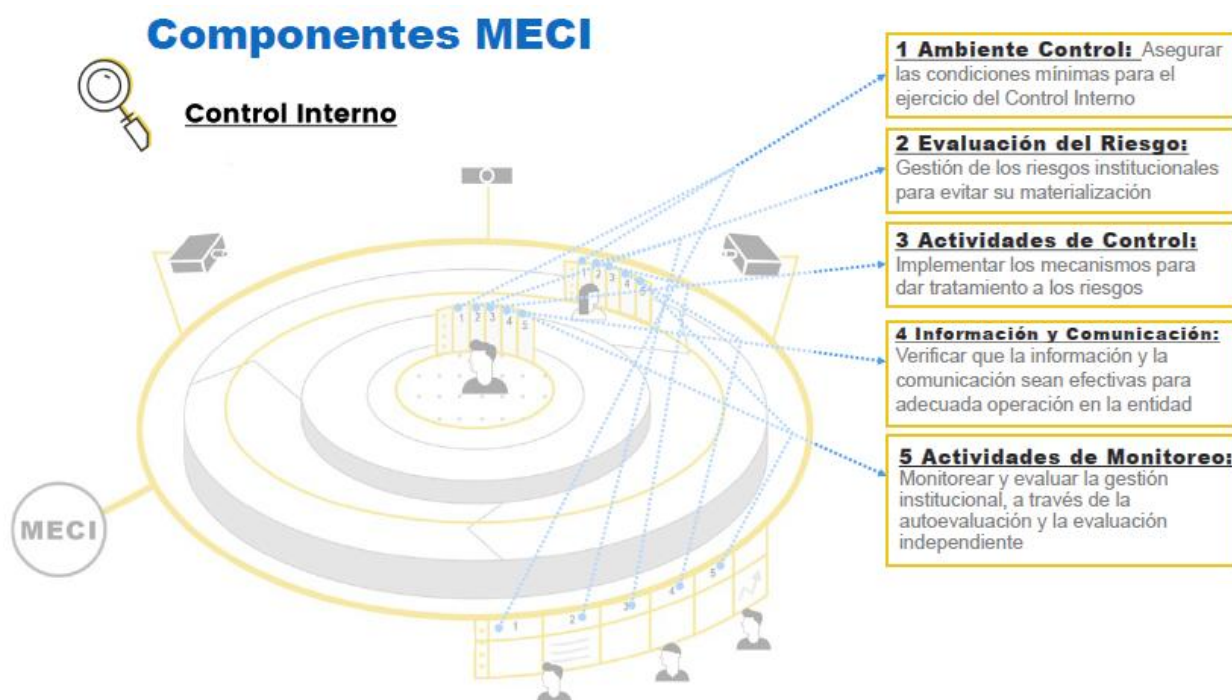 Componentes MECI
Control Interno
1 Ambiente Control: Asegurar
las condiciones mínimas para el
ejercicio del Control Interno
2 Evaluación del Riesgo:
Gestión de los riesgos institucionales
para evitar su materialización
3 Actividades de Control:
Implementar los mecanismos para
dar tratamiento a los riesgos
4 Información y Comunicación:
Verificar que la información y la
comunicación sean efectivas para
adecuada operación en la entidad
5 Actividades de Monitoreo:
Monitorear y evaluar la gestión
institucional, a través de la
autoevaluación y la evaluación
independiente
1 2 3 4 5
1 2 3 4 5
MECI
1 2 3 4 5